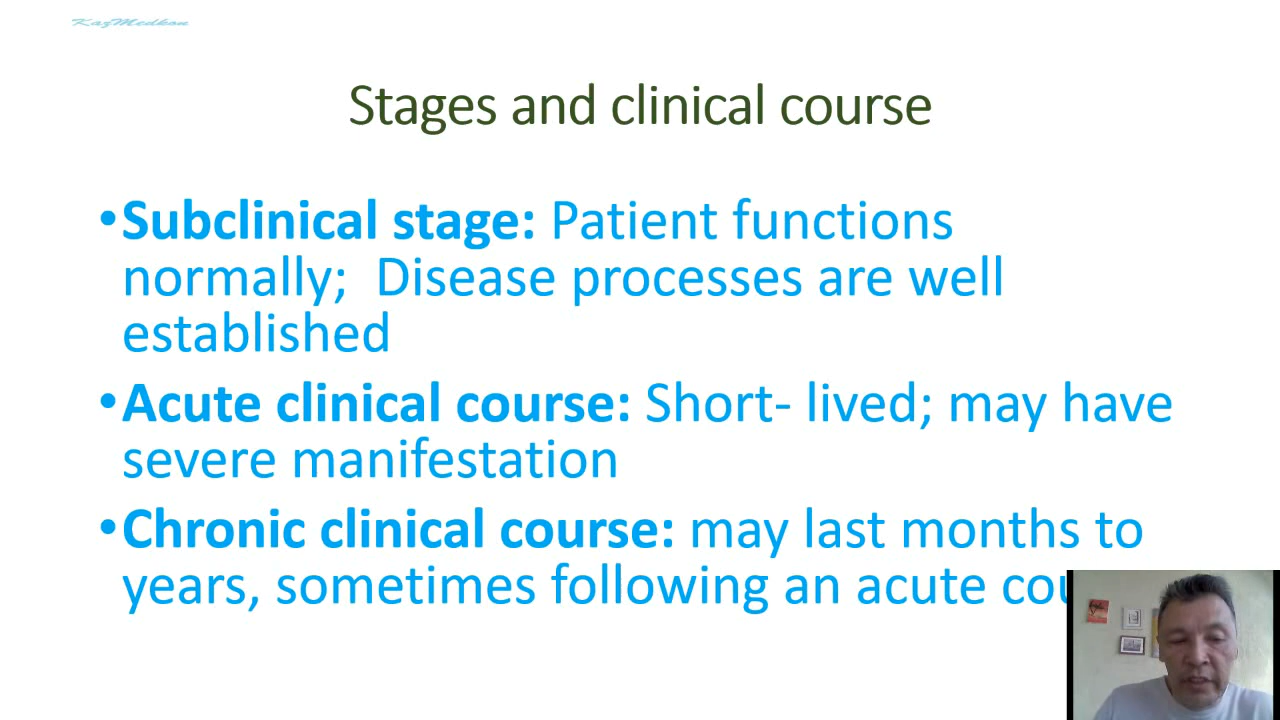 KazMedkon
Stages and clinical course
•Subclinical stage: Patient functions
normally;  Disease processes are well
established
•Acute clinical course: Short- lived; may have
severe manifestation
•Chronic clinical course: may last months to
years, sometimes following an acute